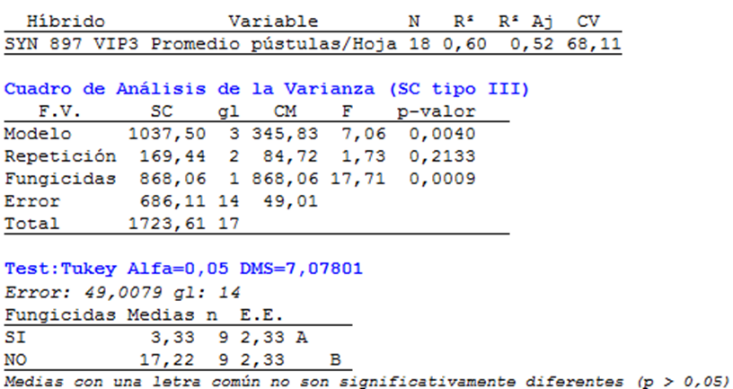 Híbrido Variable N R² R² Aj CV
SYN 897 VIP3 Promedio pústulas/Hoja 18 0,60 0,52 68,11
Cuadro de Análisis de la Varianza (SC tipo III)
F.V. SC gl CM F p-valor
Modelo 1037,50 3 345,83 7,06 0,0040
Repetición 169,44 2 84,72 1,73 0,2133
Fungicidas 868,06 1 868,06 17,71 0,0009
Error 686,11 14 49,01
Total 1723,61 17
Test:Tukey Alfa=0,05 DMS=7,07801
Error: 49,0079 gl: 14
Fungicidas Medias n E.E.
SI 3,33 9 2,33 A
NO 17,22 9 2,33 B
Medias con una letra común no son significativamente diferentes (p > 0,05)